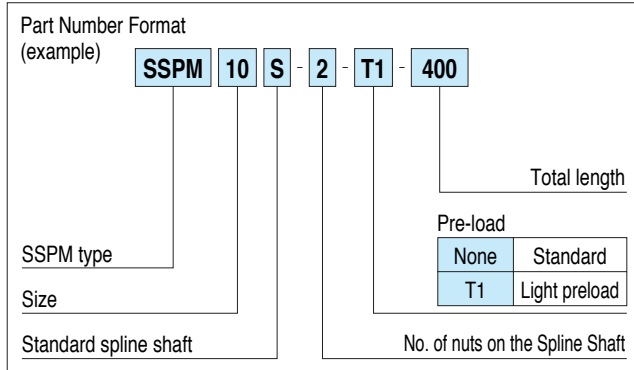 Part Number Format
(example)
SSPM 10 S - 2 - T1 - 400
Total length
Pre-load
None Standard
T1 Light preload
SSPM type
Size
Standard spline shaft
No. of nuts on the Spline Shaft